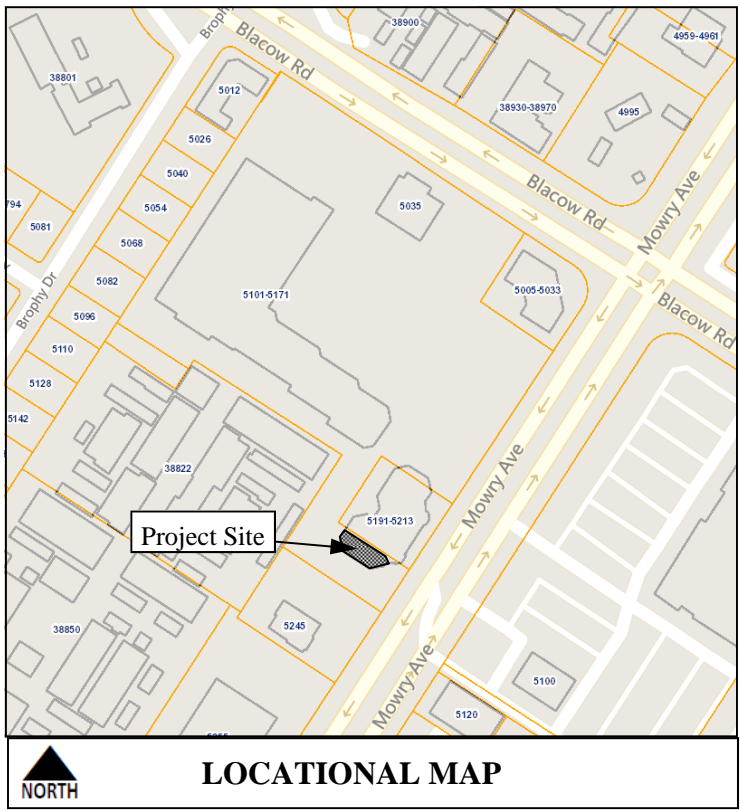 38900
4959-4961
Brophy
Blacow Rd
38801
5012
38930-38970
4995
5026
5040
Mowry Ave
Blacow Rd
794
5054
5035
5081
5068
5082
5101-5171
5005-5033
Brophy Dr
Blacow Rd
5096
5110
5128
5142
38822
Mowry Ave
5191-5213
Project Site
5245
38850
5100
Mowry Ave
5120
NORTH
LOCATIONAL MAP